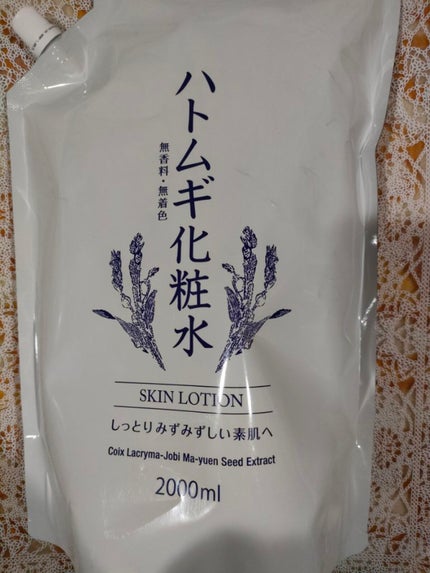 ハトムギ化粧水
無香料・無着色
SKIN LOTION
しっとりみずみずしい素肌へ
Coix Lacryma-Jobi Ma-yuen Seed Extract
2000ml